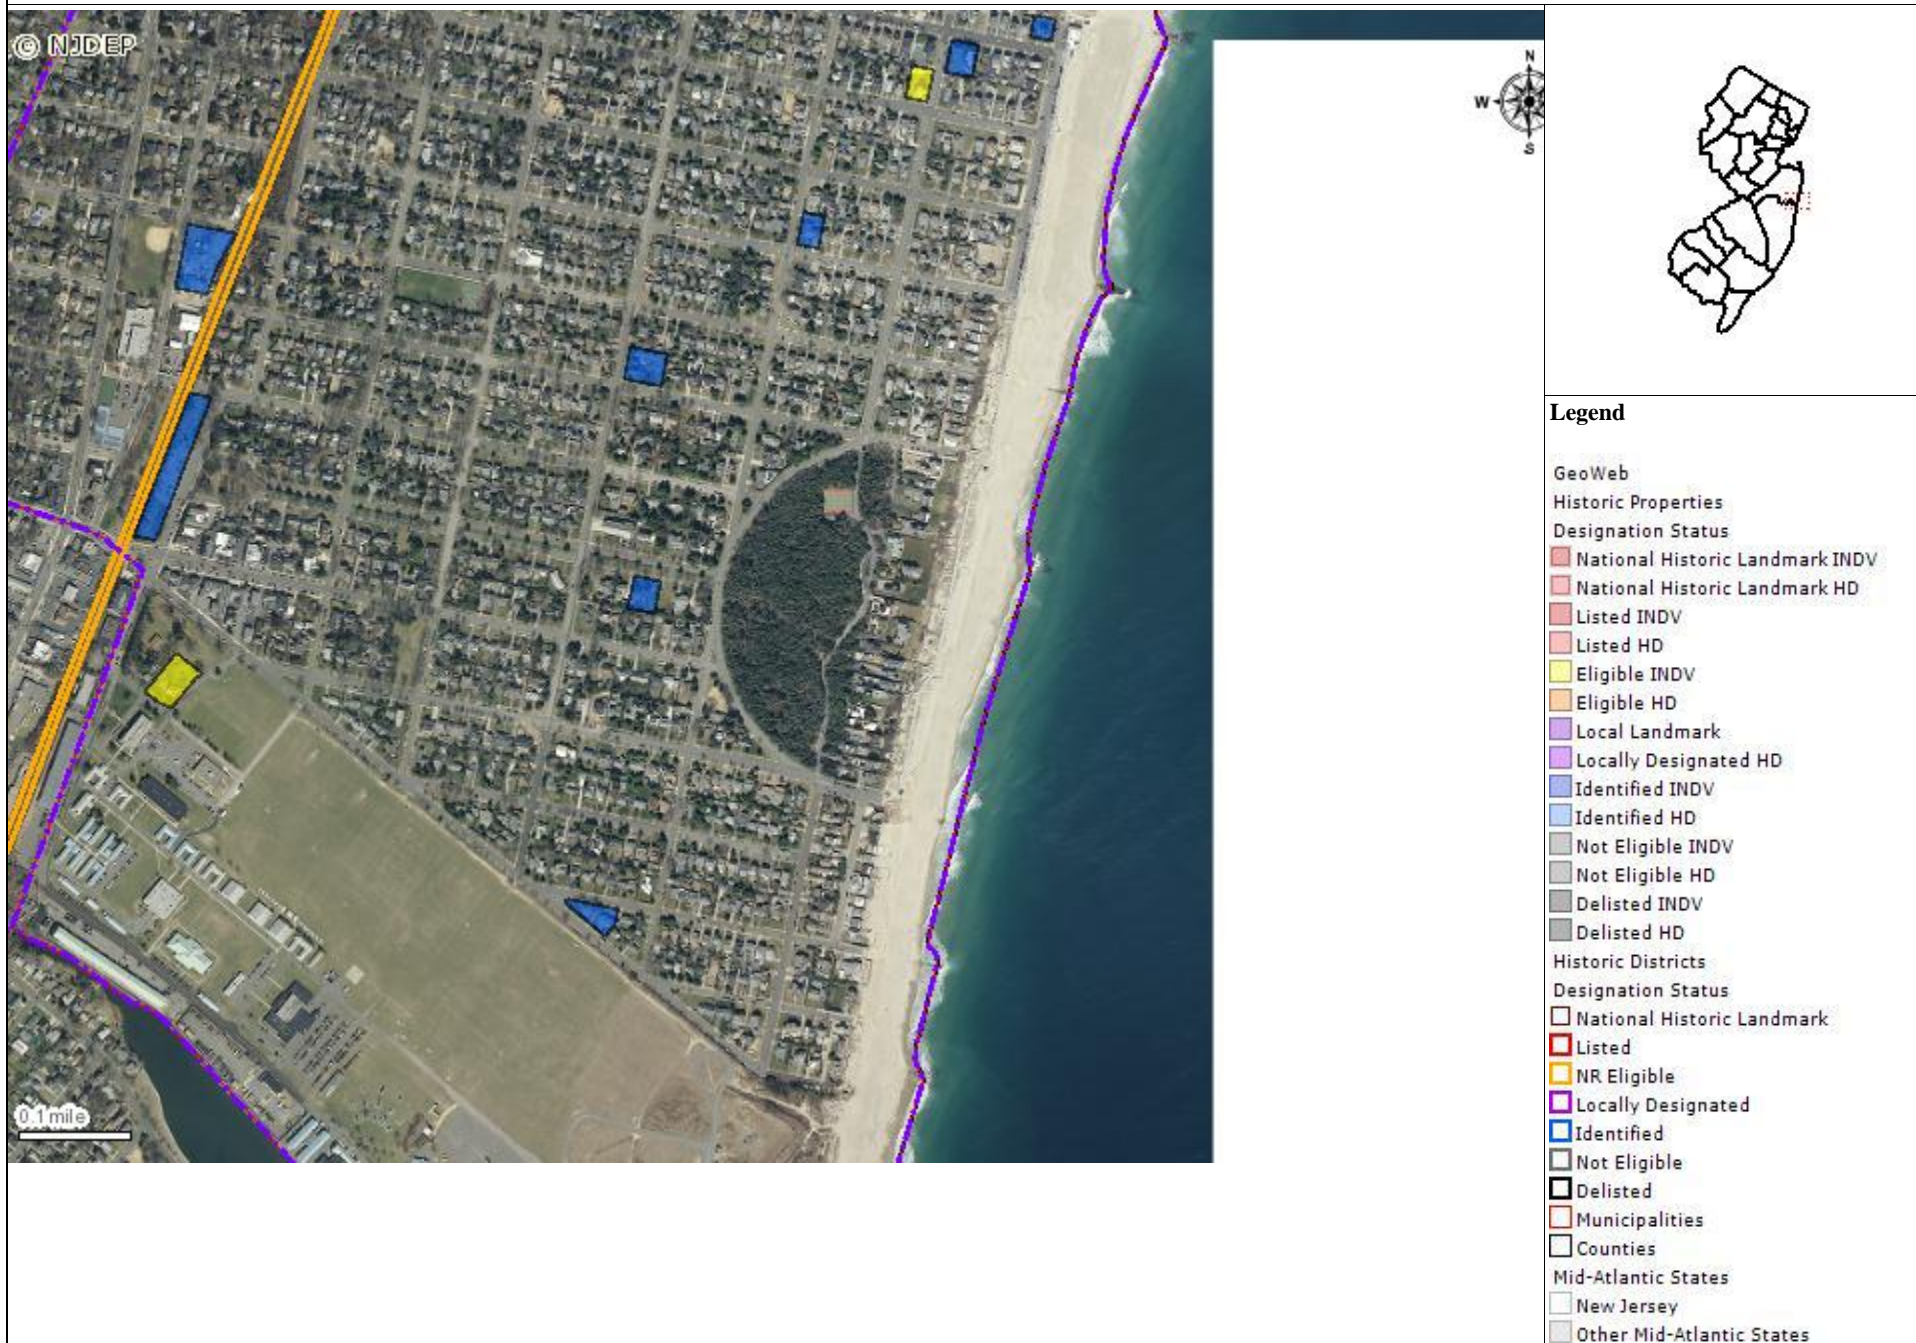 © NJDEP
N
W
S
0.1 mile
Legend
GeoWeb
Historic Properties
Designation Status
National Historic Landmark INDV
National Historic Landmark HD
Listed INDV
Listed HD
Eligible INDV
Eligible HD
Local Landmark
Locally Designated HD
Identified INDV
Identified HD
Not Eligible INDV
Not Eligible HD
Delisted INDV
Delisted HD
Historic Districts
Designation Status
National Historic Landmark
Listed
NR Eligible
Locally Designated
Identified
Not Eligible
Delisted
Municipalities
Counties
Mid-Atlantic States
New Jersey
Other Mid-Atlantic States